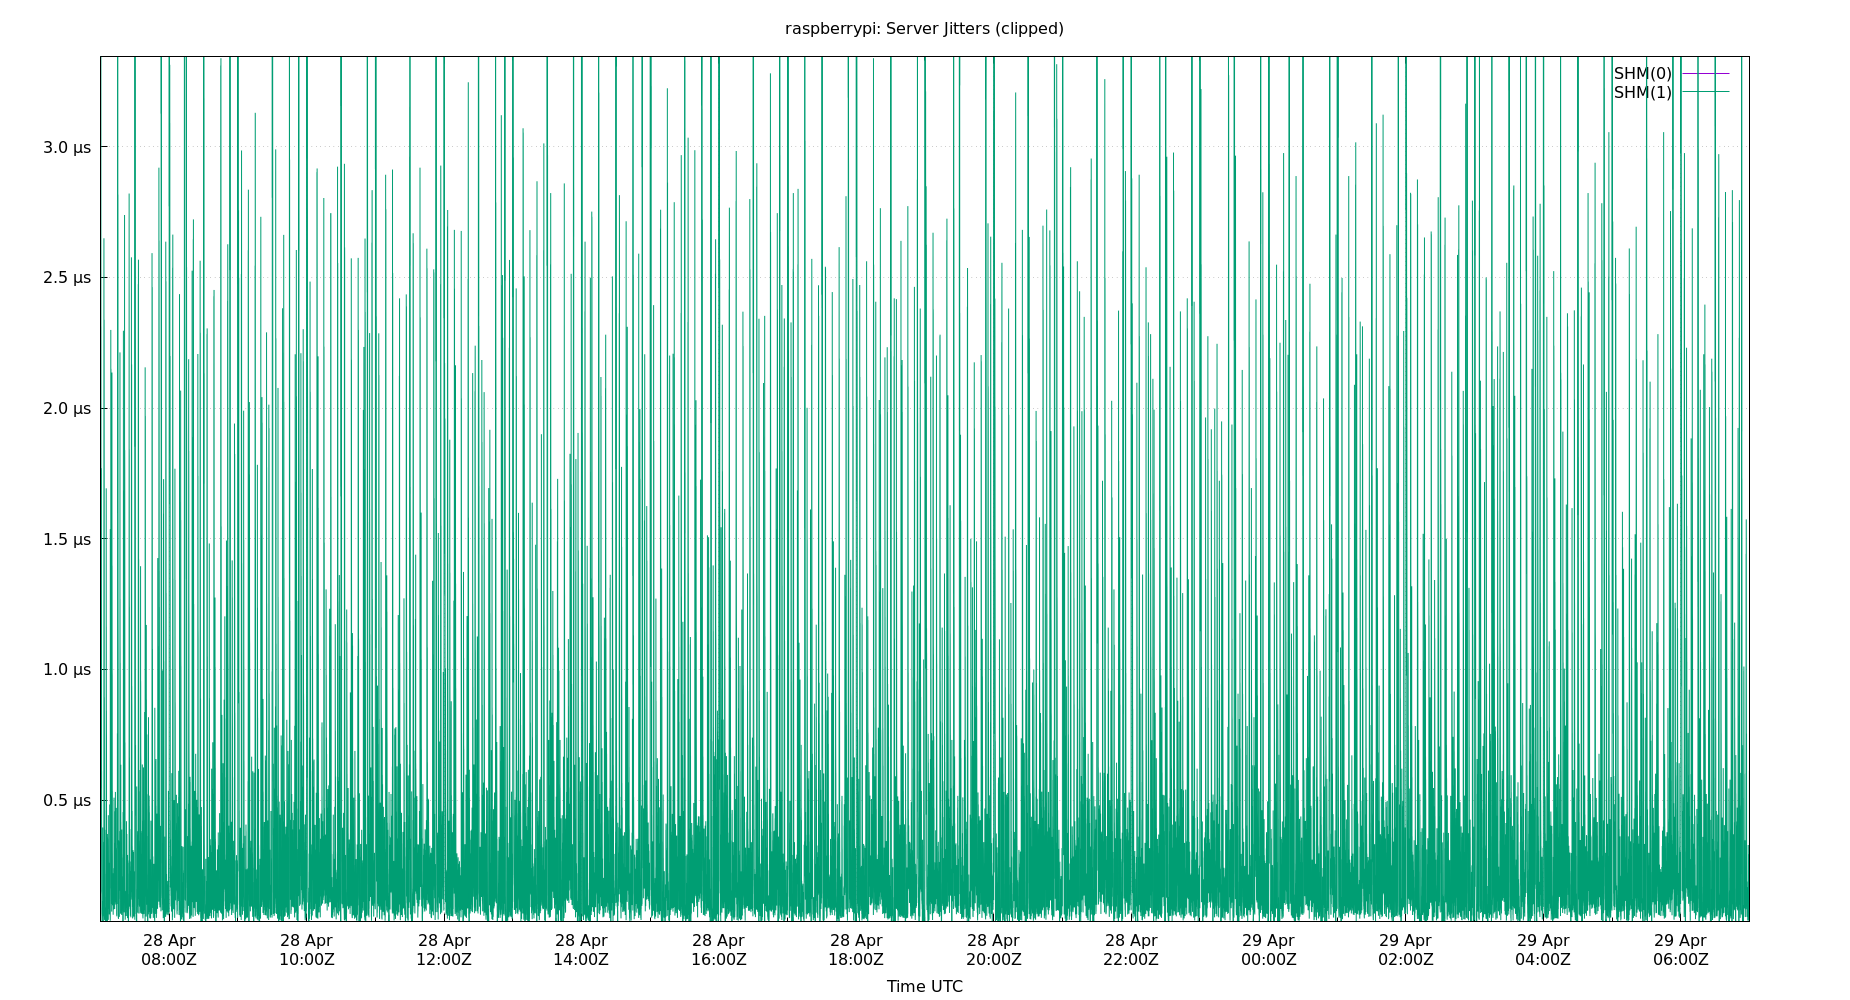 raspberrypi: Server Jitters (clipped)
SHM(0)
SHM(1)
3.0 µs
2.5 µs
2.0 µs
1.5 µs
1.0 µs
0.5 µs
28 Apr 28 Apr 28 Apr 28 Apr 28 Apr 28 Apr 28 Apr 28 Apr 29 Apr 29 Apr 29 Apr 29 Apr
08:00Z 10:00Z 12:00Z 14:00Z 16:00Z 18:00Z 20:00Z 22:00Z 00:00Z 02:00Z 04:00Z 06:00Z
Time UTC